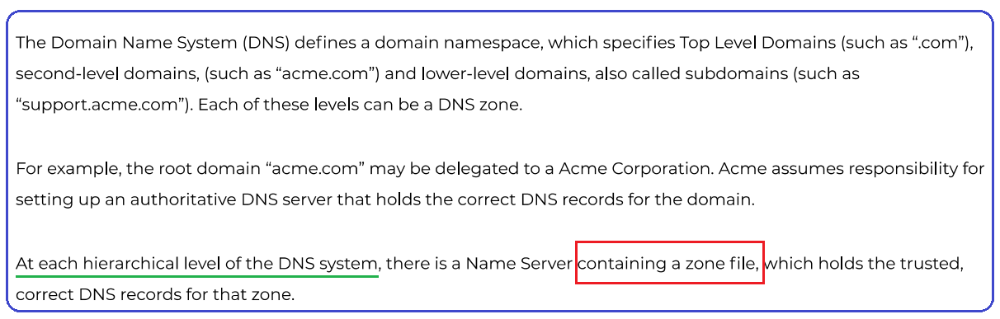 The Domain Name System (DNS) defines a domain namespace, which specifies Top Level Domains (such as “.com”),
second-level domains, (such as “acme.com”) and lower-level domains, also called subdomains (such as
“support.acme.com”). Each of these levels can be a DNS zone.
For example, the root domain “acme.com” may be delegated to a Acme Corporation. Acme assumes responsibility for
setting up an authoritative DNS server that holds the correct DNS records for the domain.
At each hierarchical level of the DNS system, there is a Name Server containing a zone file, which holds the trusted,
correct DNS records for that zone.